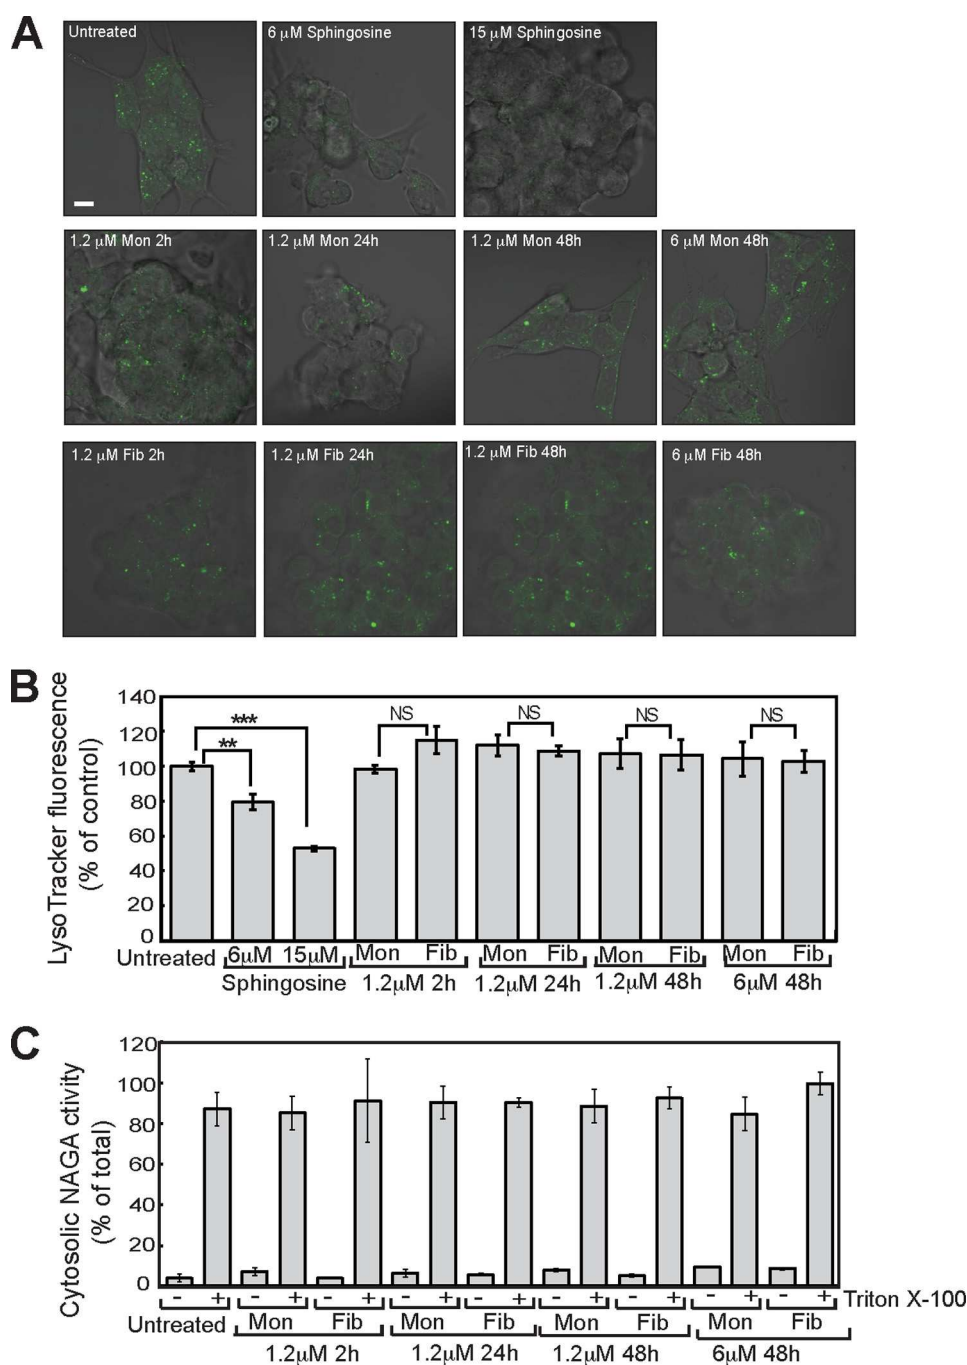 A
Untreated
6 μM Sphingosine
15 μM Sphingosine
1.2 μM Mon 2h
1.2 μM Mon 24h
1.2 μM Mon 48h
6 μM Mon 48h
1.2 μM Fib 2h
1.2 μM Fib 24h
1.2 μM Fib 48h
6 μM Fib 48h
B
LysoTracker fluorescence
(% of control)
140
120
100
80
60
40
20
0
***
**
NS
NS
NS
NS
Untreated
6μM 15μM
Sphingosine
Mon Fib
1.2μM 2h
Mon Fib
1.2μM 24h
Mon Fib
1.2μM 48h
Mon Fib
6μM 48h
C
Cytosolic NAGA ctivity
(% of total)
120
100
80
60
40
20
0
- + - + - + - + - + - + - + - + - + Triton X-100
Untreated Mon Fib Mon Fib Mon Fib Mon Fib
1.2μM 2h 1.2μM 24h 1.2μM 48h 6μM 48h